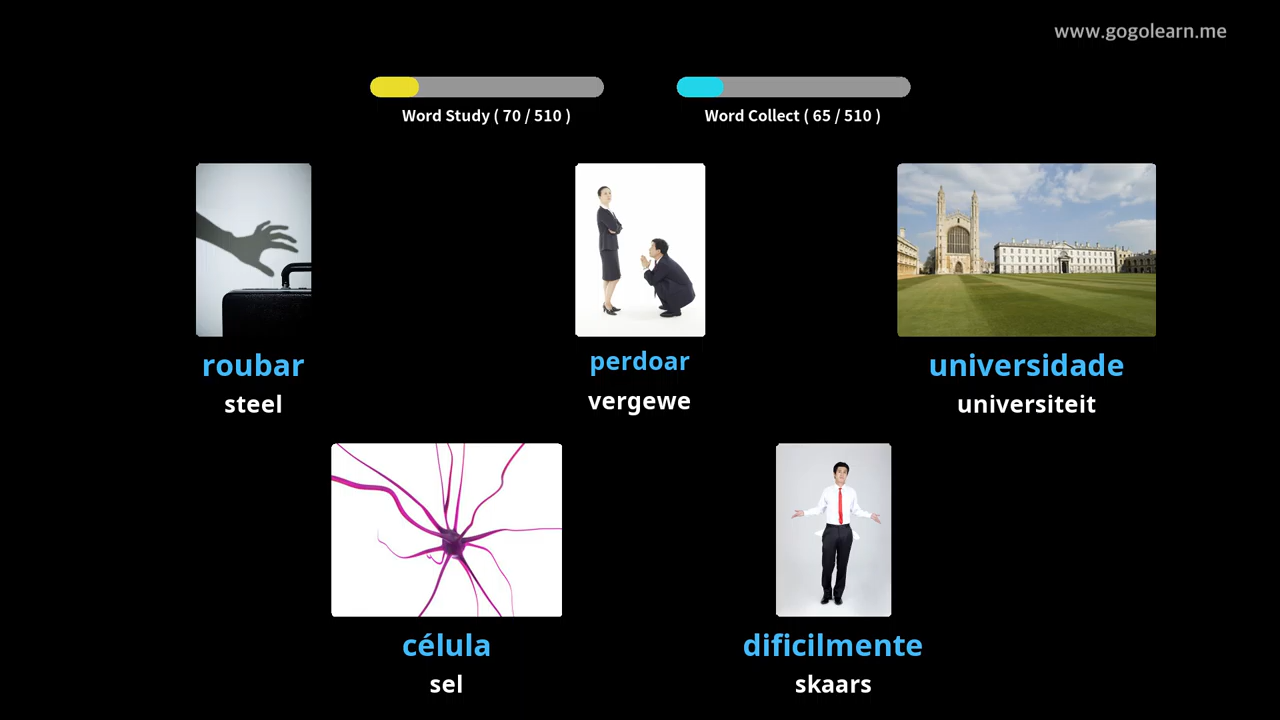 www.gogolearn.me
Word Study ( 70 / 510 )
Word Collect ( 65 / 510 )
roubar
steel
perdoar
vergewe
universidade
universiteit
célula
sel
dificilmente
skaars